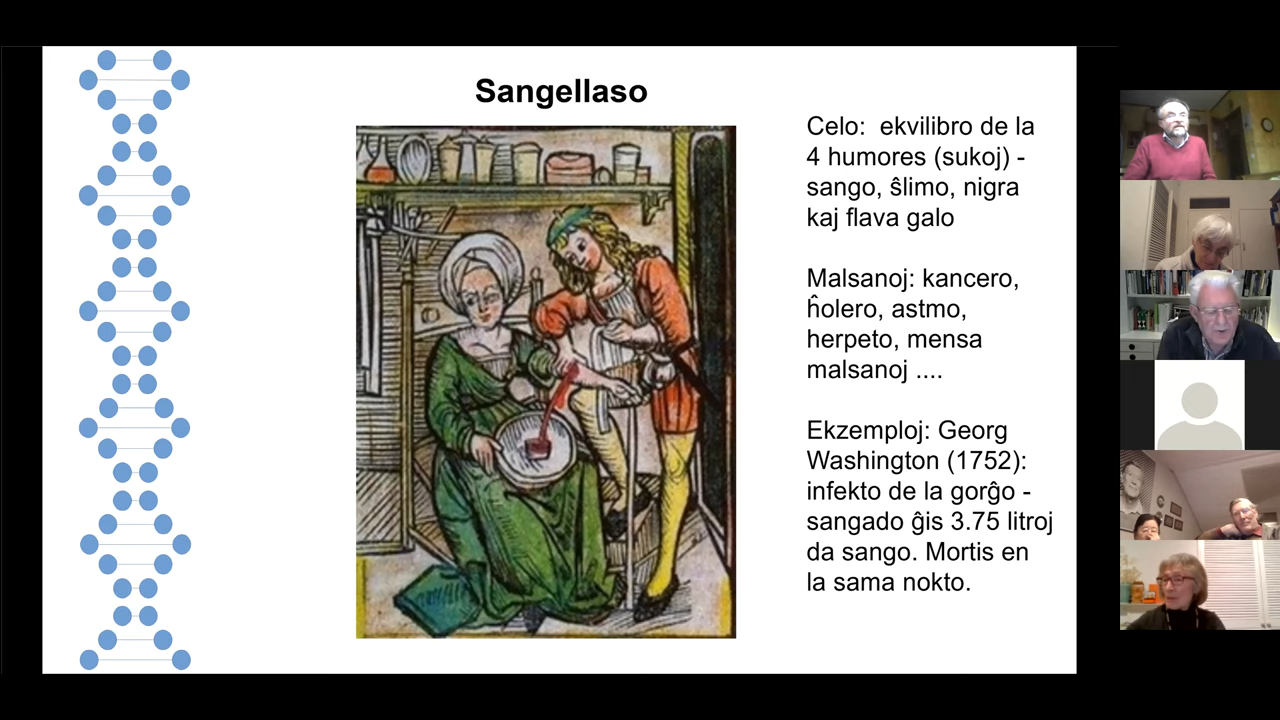 Sangellaso
Celo:  ekvilibro de la
4 humores (sukoj) -
sango, ŝlimo, nigra
kaj flava galo
Malsanoj: kancero,
ĥolero, astmo,
herpeto, mensa
malsanoj ....
Ekzemploj: Georg
Washington (1752):
infekto de la gorĝo -
sangado ĝis 3.75 litroj
da sango. Mortis en
la sama nokto.